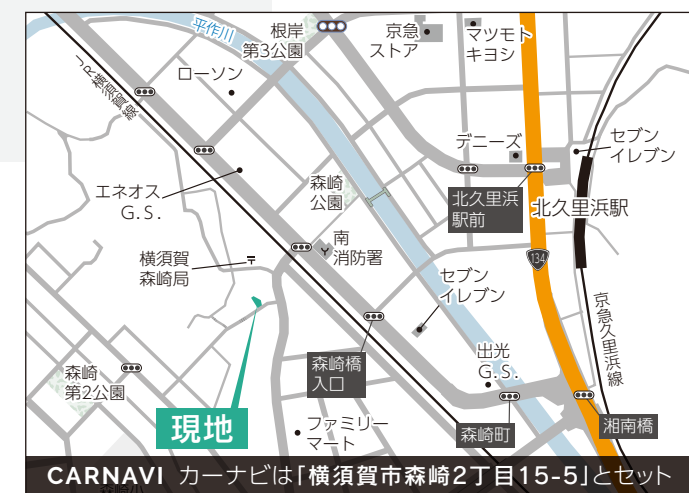 平作川
根岸
第3公園
京急
ストア
マツモト
キヨシ
JR横須賀線
ローソン
デニーズ
セブン
イレブン
エネオス
G.S.
森崎
公園
北久里浜
駅前
北久里浜駅
南
消防署
横須賀
森崎局
〒
134
セブン
イレブン
京急久里浜線
森崎橋
入口
出光
G.S.
森崎
第2公園
現地
ファミリー
マート
森崎町
湘南橋
CARNAVI カーナビは「横須賀市森崎2丁目15-5」とセット